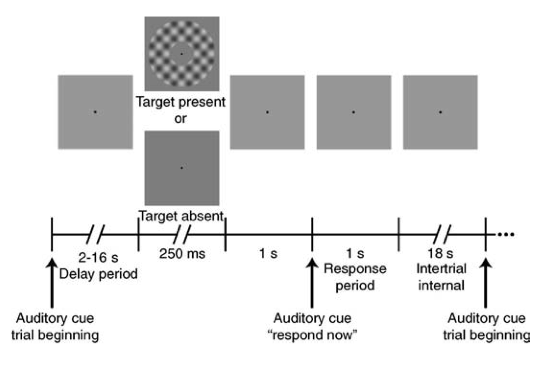 Target present
or
Target absent
2-16 s
Delay period
250 ms
1 s
1 s
Response
period
18 s
Intertrial
internal
Auditory cue
trial beginning
Auditory cue
“respond now”
Auditory cue
trial beginning